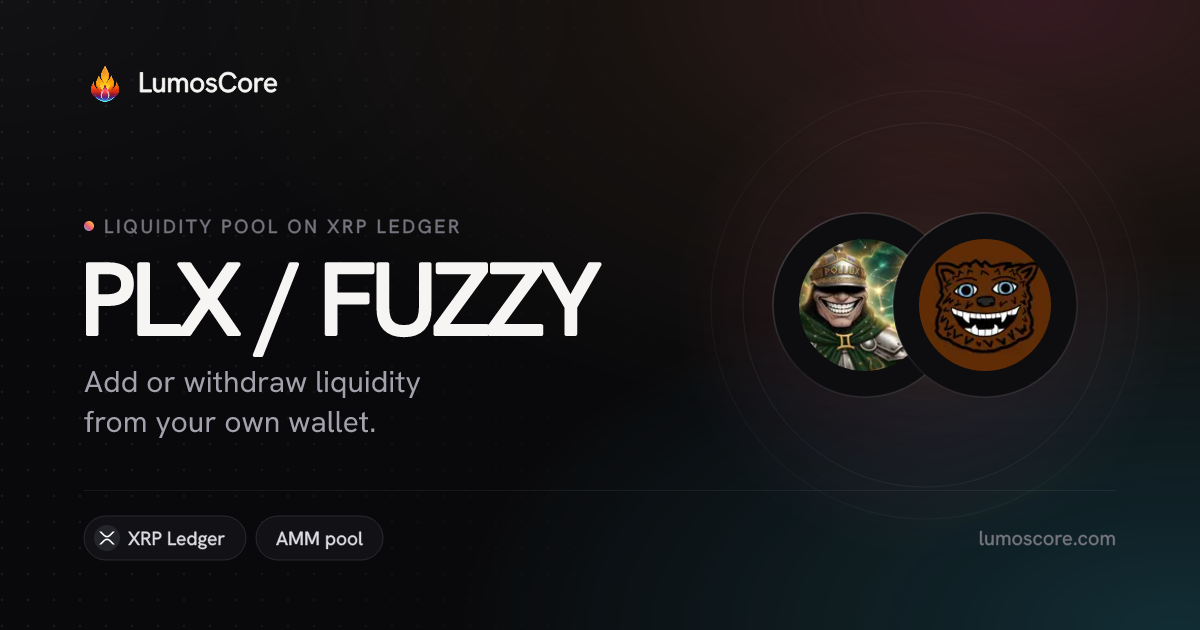 LumosCore
LIQUIDITY POOL ON XRP LEDGER
PLX / FUZZY
Add or withdraw liquidity
from your own wallet.
POLLUX
XRP Ledger
AMM pool
lumoscore.com